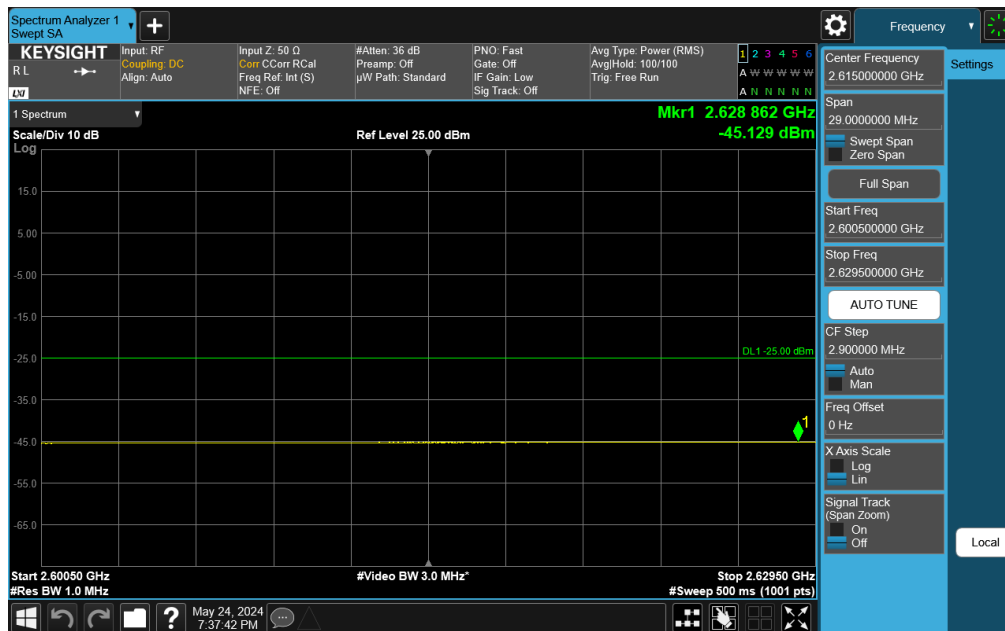 Spectrum Analyzer 1
Swept SA
Frequency
KEYSIGHT
R L
LXI
Input: RF
Coupling: DC
Align: Auto
Input Z: 50 Ω
Corr CCorr RCal
Freq Ref: Int (S)
NFE: Off
#Atten: 36 dB
Preamp: Off
µW Path: Standard
PNO: Fast
Gate: Off
IF Gain: Low
Sig Track: Off
Avg Type: Power (RMS)
Avg|Hold: 100/100
Trig: Free Run
1 2 3 4 5 6
A W W W W W
A N N N N N
1 Spectrum
Scale/Div 10 dB
Log
Ref Level 25.00 dBm
Mkr1 2.628 862 GHz
-45.129 dBm
15.0
5.00
-5.00
-15.0
-25.0
-35.0
-45.0
-55.0
-65.0
DL1 -25.00 dBm
1
Start 2.60050 GHz
#Res BW 1.0 MHz
#Video BW 3.0 MHz*
Stop 2.62950 GHz
#Sweep 500 ms (1001 pts)
Center Frequency
2.615000000 GHz
Span
29.0000000 MHz
Swept Span
Zero Span
Full Span
Start Freq
2.600500000 GHz
Stop Freq
2.629500000 GHz
AUTO TUNE
CF Step
2.900000 MHz
Auto
Man
Freq Offset
0 Hz
X Axis Scale
Log
Lin
Signal Track
(Span Zoom)
On
Off
Settings
Local
?
May 24, 2024
7:37:42 PM